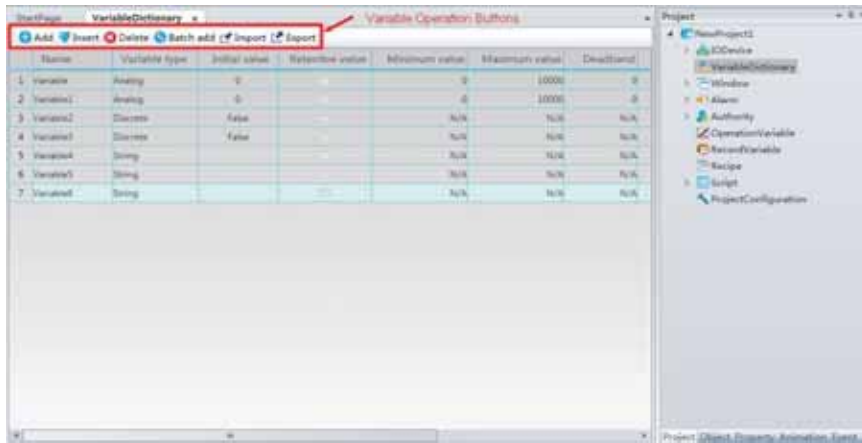 StartPage VariableDictionary x Variable Operation Buttons
Add Insert Delete Batch add Import Export
Name Variable type Initial value Retentive value Minimum value Maximum value Deadband
1 Variable Analog 0 0 10000 0
2 Variable1 Analog 0 0 10000 0
3 Variable2 Discrete False N/A N/A N/A
4 Variable3 Discrete False N/A N/A N/A
5 Variable4 String N/A N/A N/A
6 Variable5 String N/A N/A N/A
7 Variable6 String N/A N/A N/A
Project
NewProject1
IODevice
VariableDictionary
Window
Alarm
Authority
OperationVariable
RecordVariable
Recipe
Script
ProjectConfiguration
Project Object Property Animation Event